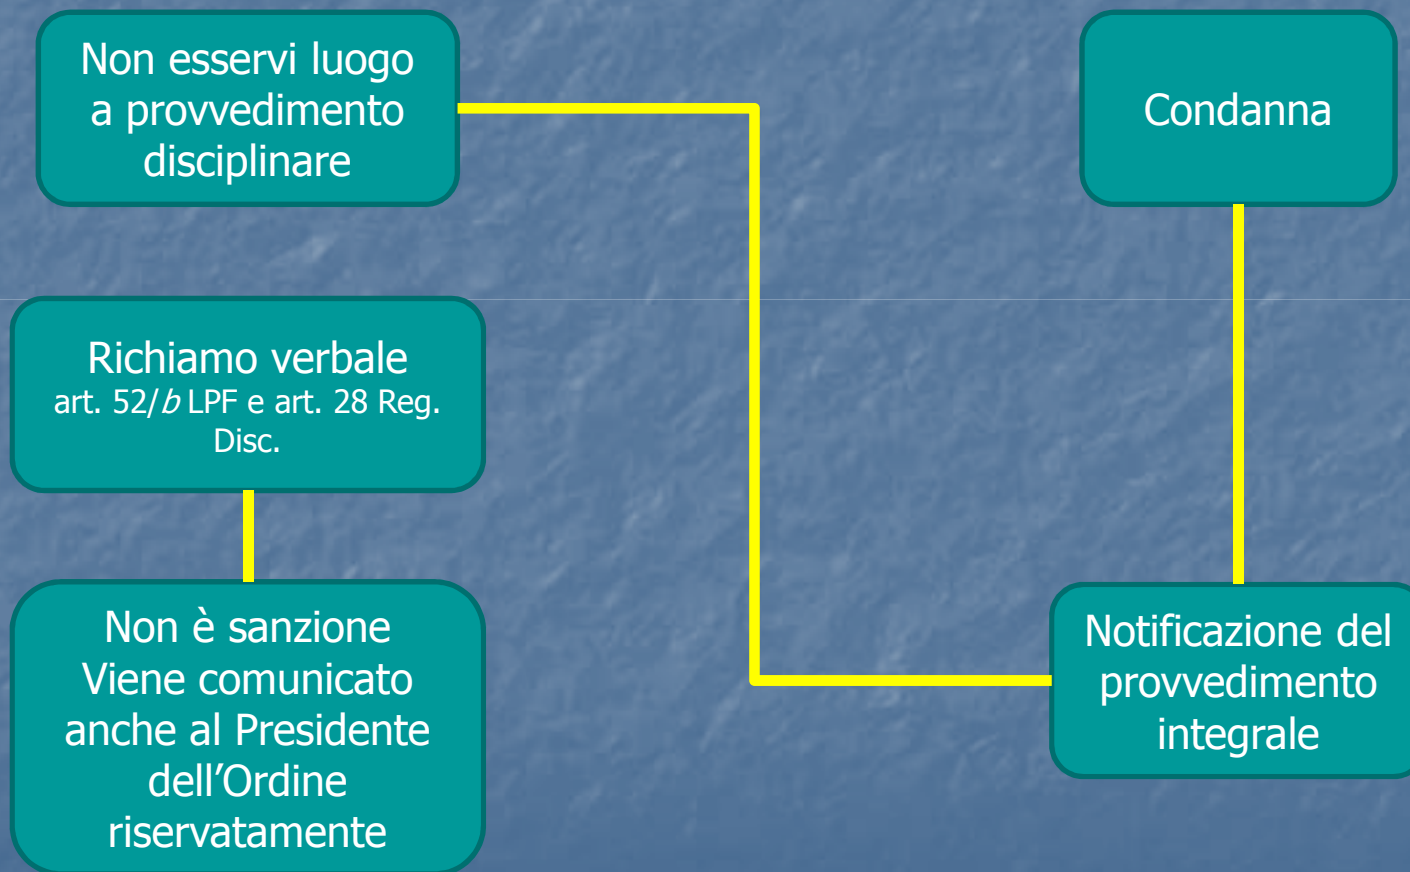 Non esservi luogo
a provvedimento
disciplinare
Condanna
Richiamo verbale
art. 52/b LPF e art. 28 Reg.
Disc.
Non è sanzione
Viene comunicato
anche al Presidente
dell’Ordine
riservatamente
Notificazione del
provvedimento
integrale